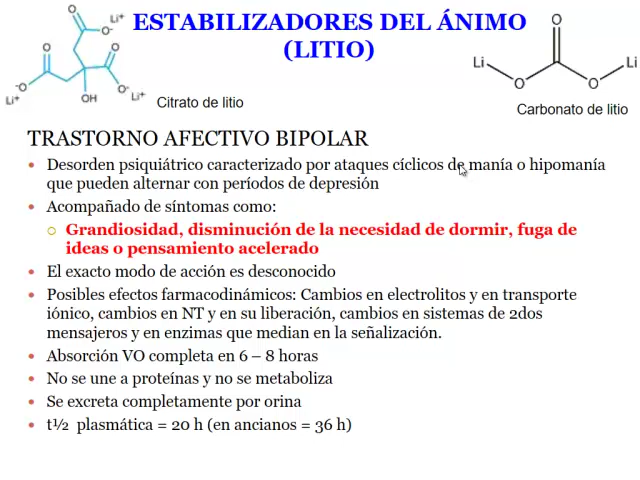 ESTABILIZADORES DEL ÁNIMO
(LITIO)
O
Li⁺
O⁻
O
O
⁻O
Li⁺
OH
O⁻
Li⁺
Citrato de litio
O
Li
Li
O
O
Carbonato de litio
TRASTORNO AFECTIVO BIPOLAR
• Desorden psiquiátrico caracterizado por ataques cíclicos de manía o hipomanía
que pueden alternar con períodos de depresión
• Acompañado de síntomas como:
○ Grandiosidad, disminución de la necesidad de dormir, fuga de
ideas o pensamiento acelerado
• El exacto modo de acción es desconocido
• Posibles efectos farmacodinámicos: Cambios en electrolitos y en transporte
iónico, cambios en NT y en su liberación, cambios en sistemas de 2dos
mensajeros y en enzimas que median en la señalización.
• Absorción VO completa en 6 – 8 horas
• No se une a proteínas y no se metaboliza
• Se excreta completamente por orina
• t½ plasmática = 20 h (en ancianos = 36 h)